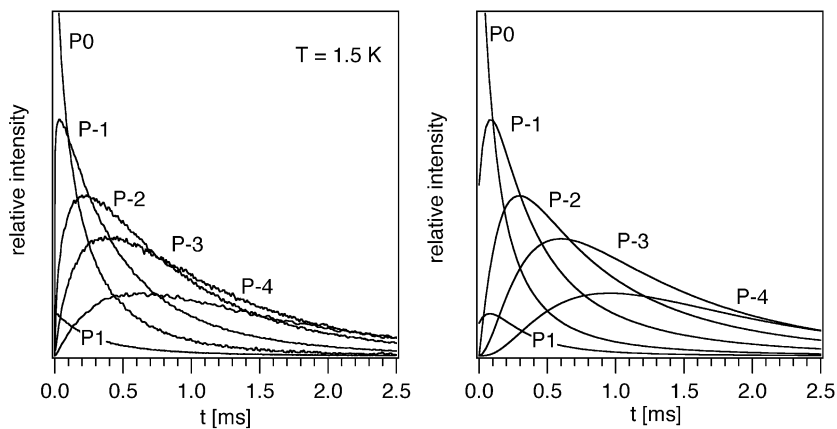 P0
T = 1.5 K
P-1
P-2
P-3
P-4
P1
relative intensity
0.0 0.5 1.0 1.5 2.0 2.5
t [ms]
P0
P-1
P-2
P-3
P-4
P1
relative intensity
0.0 0.5 1.0 1.5 2.0 2.5
t [ms]